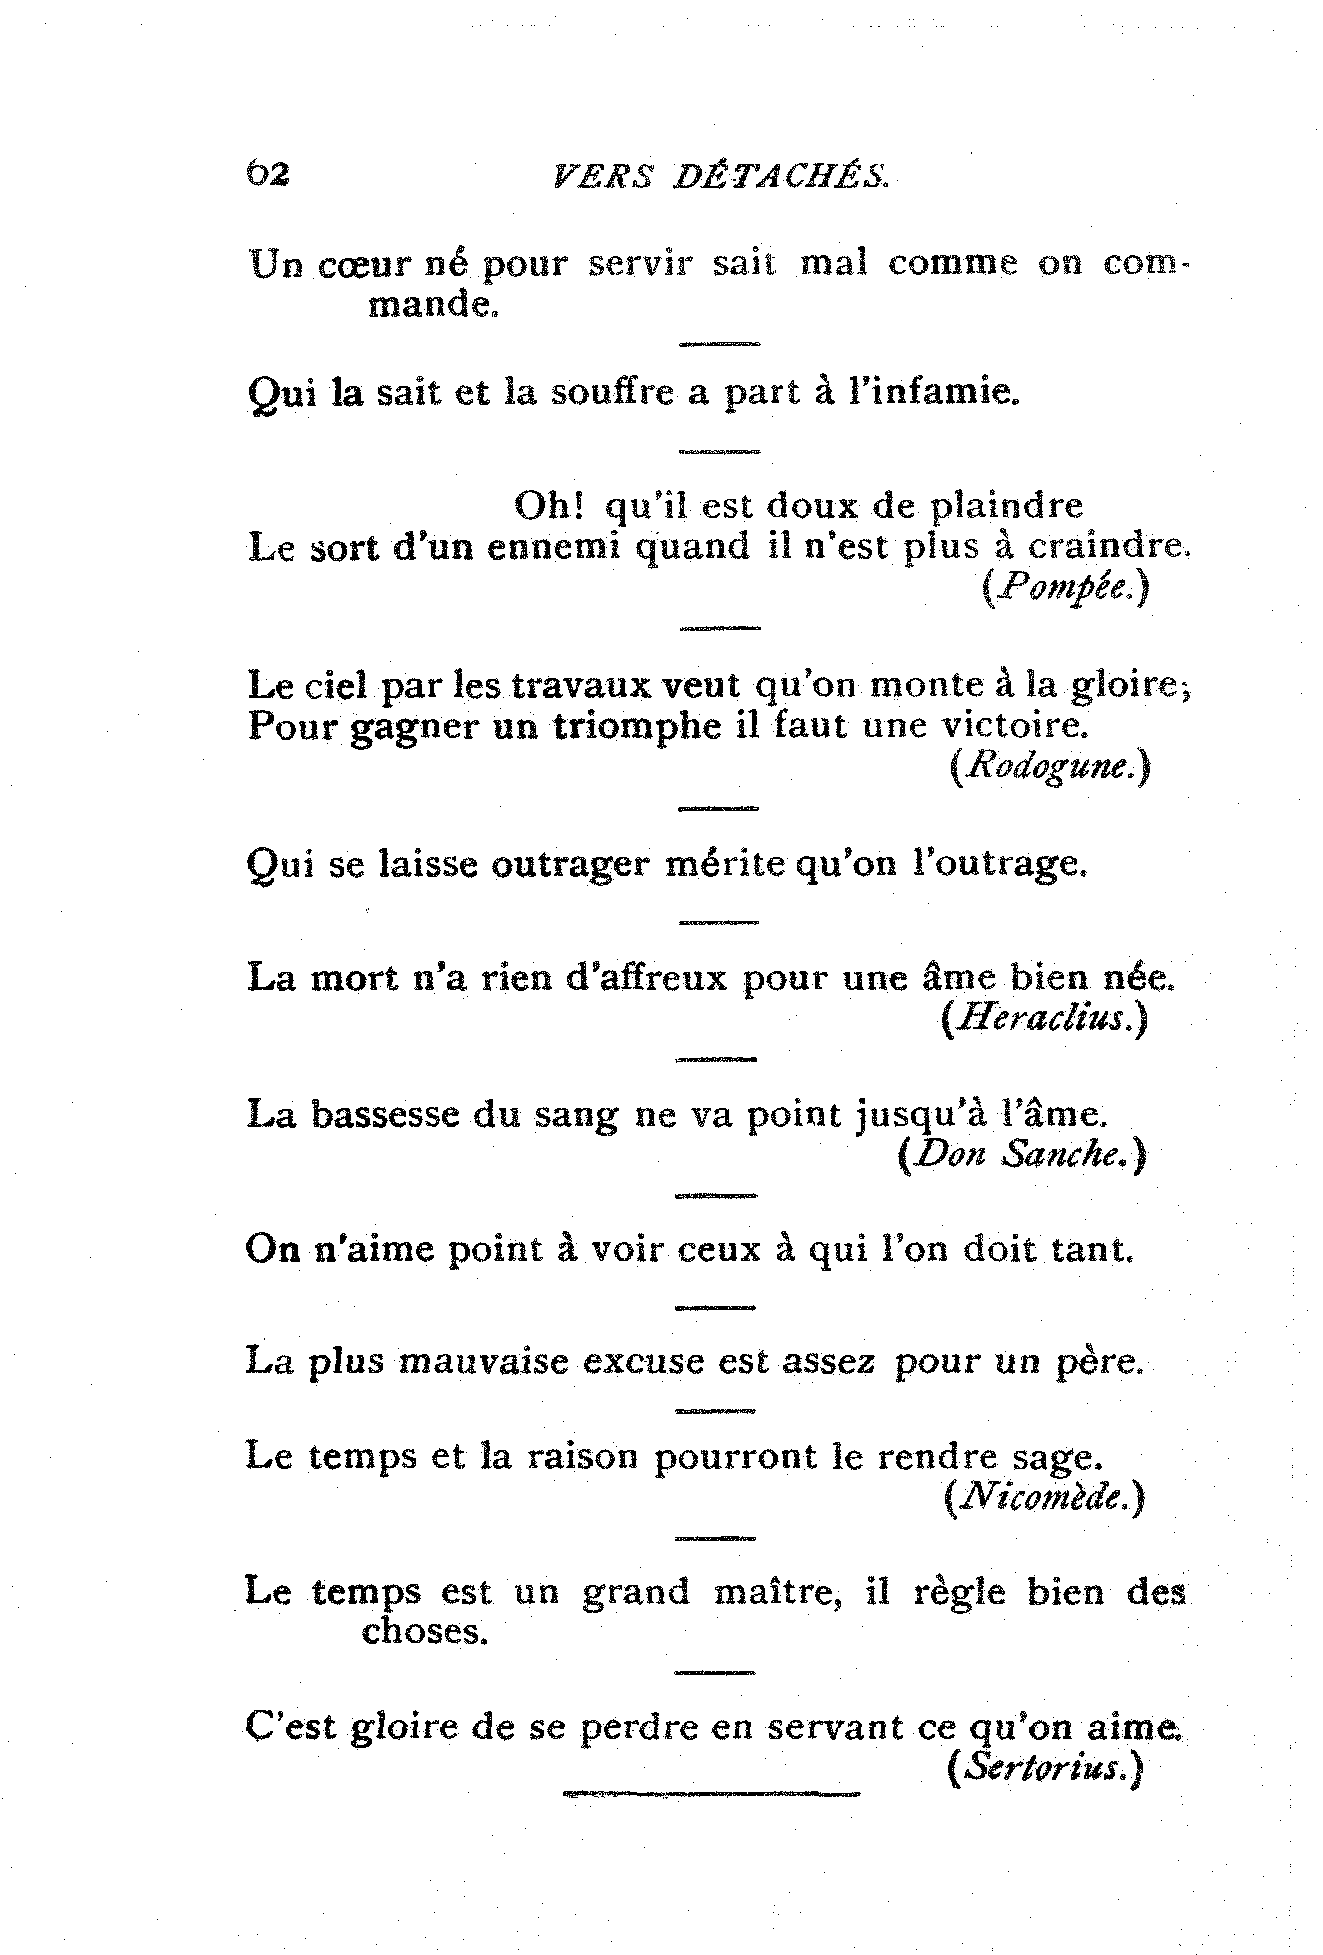 62 VERS DÉTACHÉS.
Un cœur né pour servir sait mal comme on com-
mande.
Qui la sait et la souffre a part à l'infamie.
Oh! qu'il est doux de plaindre
Le sort d'un ennemi quand il n'est plus à craindre.
(Pompée.)
Le ciel par les travaux veut qu'on monte à la gloire;
Pour gagner un triomphe il faut une victoire.
(Rodogune.)
Qui se laisse outrager mérite qu'on l'outrage.
La mort n'a rien d'affreux pour une âme bien née.
(Heraclius.)
La bassesse du sang ne va point jusqu'à l'âme.
(Don Sanche.)
On n'aime point à voir ceux à qui l'on doit tant.
La plus mauvaise excuse est assez pour un père.
Le temps et la raison pourront le rendre sage.
(Nicomède.)
Le temps est un grand maître, il règle bien des
choses.
C'est gloire de se perdre en servant ce qu'on aime.
(Sertorius.)